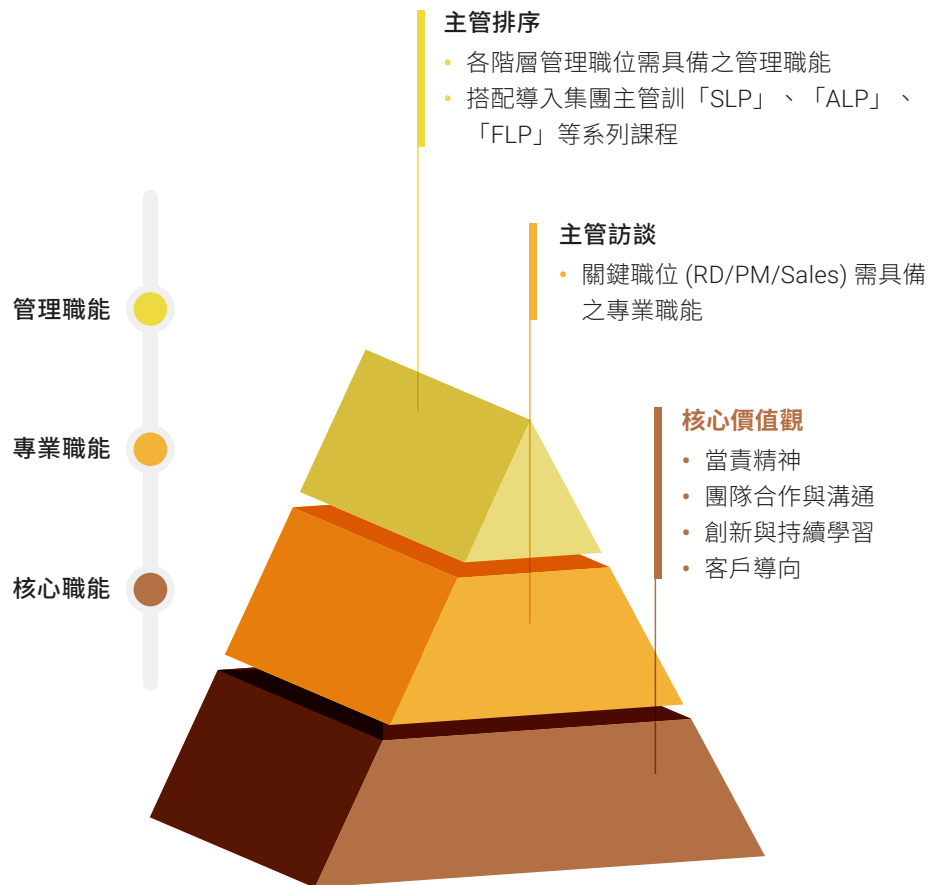 主管排序
• 各階層管理職位需具備之管理職能
• 搭配導入集團主管訓「SLP」、「ALP」、
「FLP」等系列課程
主管訪談
• 關鍵職位 (RD/PM/Sales) 需具備
之專業職能
管理職能
專業職能
核心職能
核心價值觀
• 當責精神
• 團隊合作與溝通
• 創新與持續學習
• 客戶導向